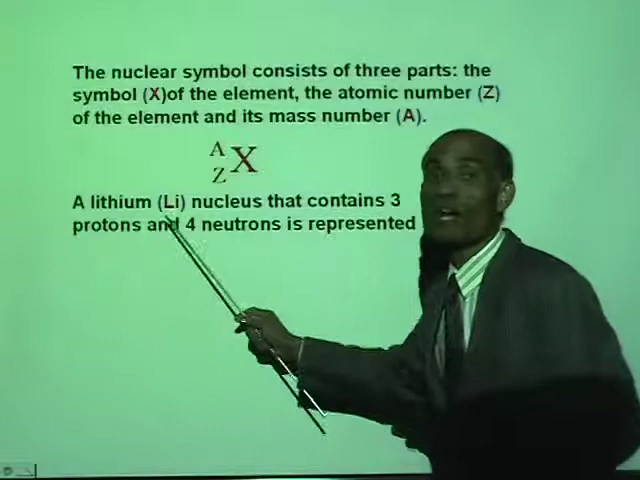 The nuclear symbol consists of three parts: the
symbol (X)of the element, the atomic number (Z)
of the element and its mass number (A).
A
Z X
A lithium (Li) nucleus that contains 3
protons and 4 neutrons is represented